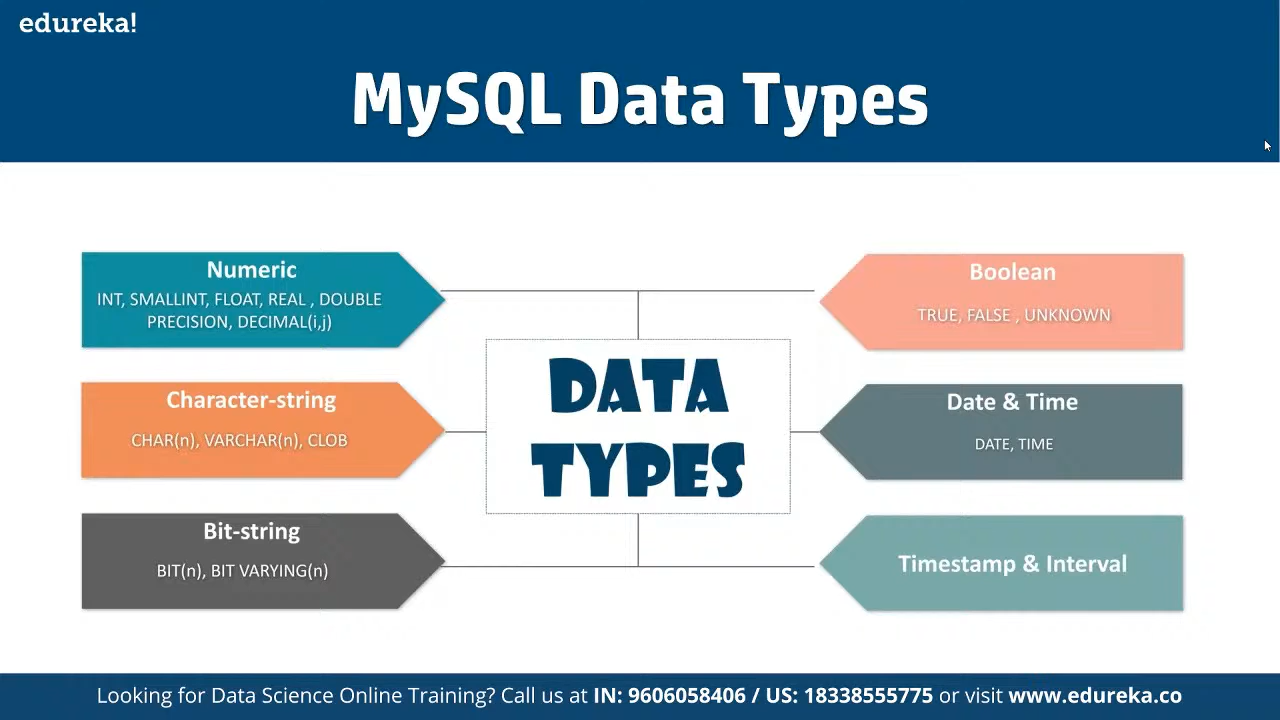 edureka!
MySQL Data Types
Numeric
INT, SMALLINT, FLOAT, REAL , DOUBLE
PRECISION, DECIMAL(i,j)
Character-string
CHAR(n), VARCHAR(n), CLOB
Bit-string
BIT(n), BIT VARYING(n)
DATA
TYPES
Boolean
TRUE, FALSE , UNKNOWN
Date & Time
DATE, TIME
Timestamp & Interval
Looking for Data Science Online Training? Call us at IN: 9606058406 / US: 18338555775 or visit www.edureka.co